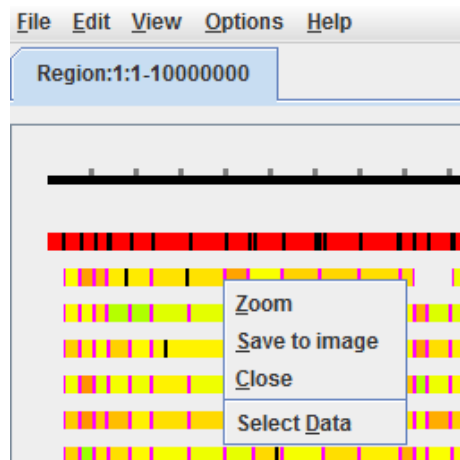 File Edit View Options Help
Region:1:1-10000000
Zoom
Save to image
Close
Select Data